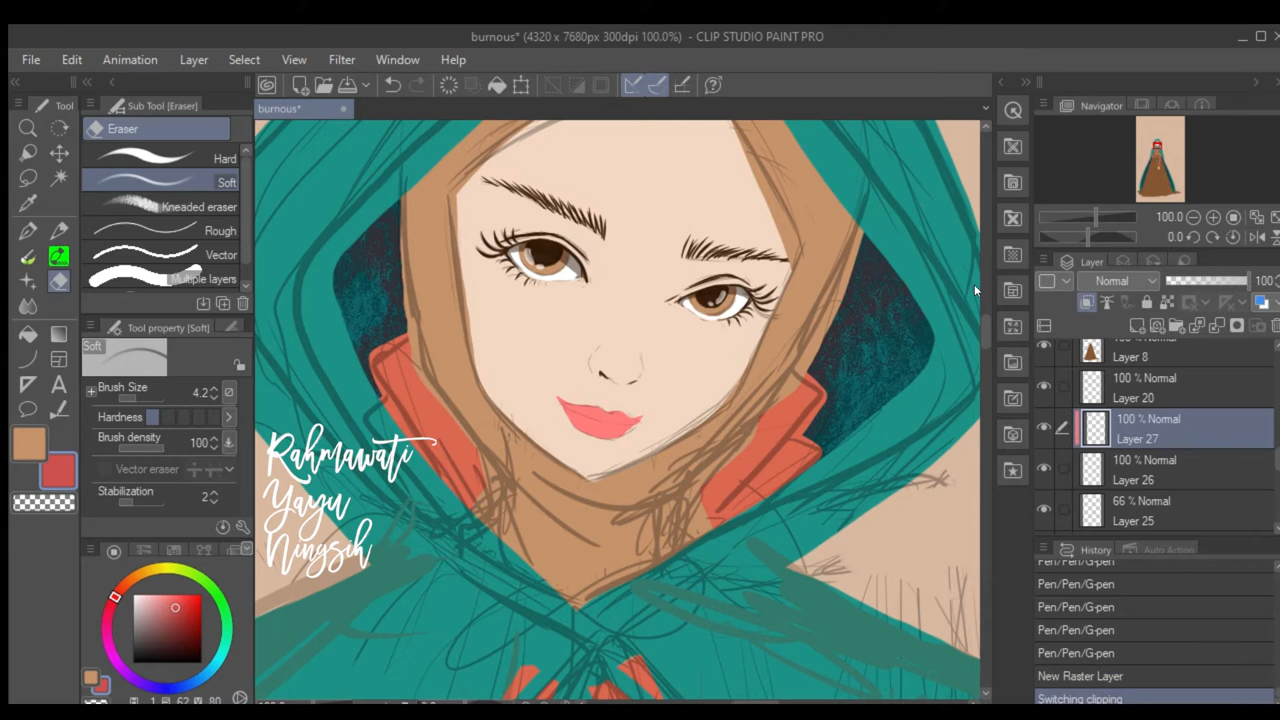 burnous* (4320 x 7680px 300dpi 100.0%) - CLIP STUDIO PAINT PRO
File Edit Animation Layer Select View Filter Window Help
Tool
Sub Tool [Eraser]
burnous*
Navigator
Eraser
Hard
Soft
Kneaded eraser
Rough
Vector
Multiple layers
100.0
0.0
Layer
Normal
100
Tool property [Soft]
Soft
Brush Size 4.2
Hardness
Brush density 100
Vector eraser
Stabilization 2
100 % Normal
Layer 8
100 % Normal
Layer 20
100 % Normal
Layer 27
100 % Normal
Layer 26
66 % Normal
Layer 25
Rahmawati
Yayu
Ningsih
History
Auto Action
Pen/Pen/G-pen
Pen/Pen/G-pen
Pen/Pen/G-pen
Pen/Pen/G-pen
Pen/Pen/G-pen
New Raster Layer
Switching clipping